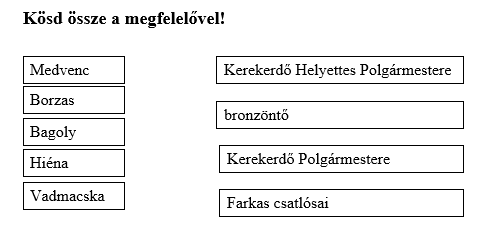 Kösd össze a megfelelővel!
Medvenc
Kerekerdő Helyettes Polgármestere
Borzas
bronzöntő
Bagoly
Hiéna
Kerekerdő Polgármestere
Vadmacska
Farkas csatlósai